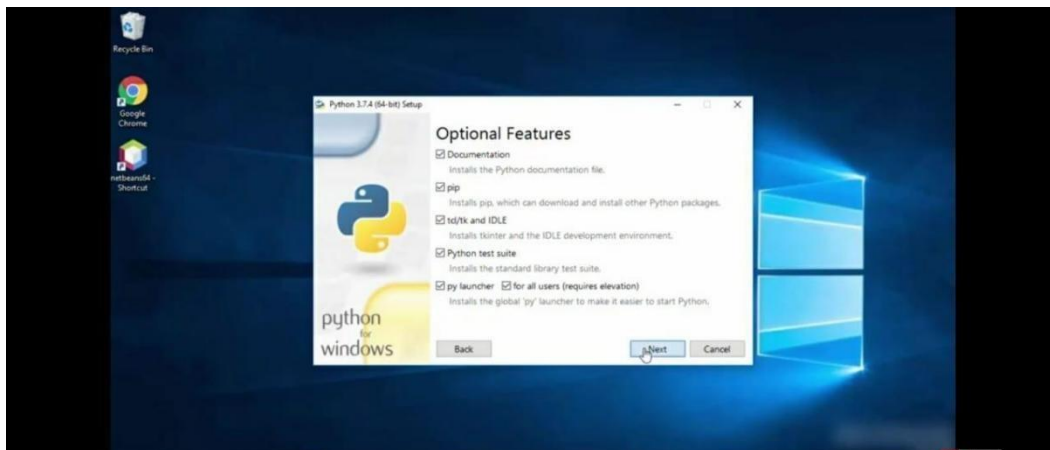 Recycle Bin
Google
Chrome
netbeans64 -
Shortcut
Python 3.7.4 (64-bit) Setup
Optional Features
Documentation
Installs the Python documentation file.
pip
Installs pip, which can download and install other Python packages.
tcl/tk and IDLE
Installs tkinter and the IDLE development environment.
Python test suite
Installs the standard library test suite.
py launcher for all users (requires elevation)
Installs the global 'py' launcher to make it easier to start Python.
python
for
windows
Back Next Cancel